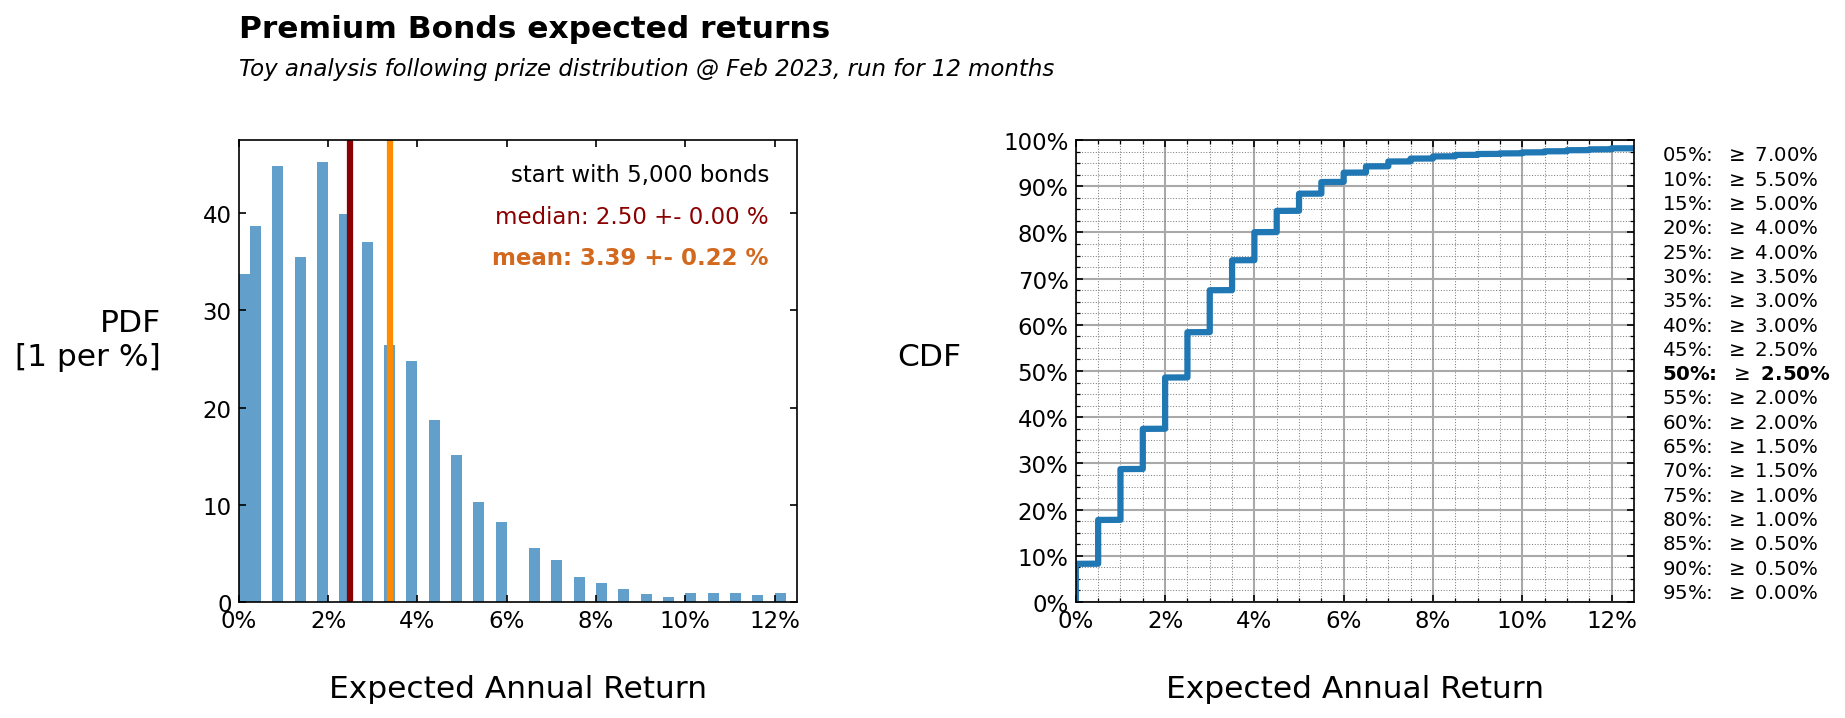 Premium Bonds expected returns
Toy analysis following prize distribution @ Feb 2023, run for 12 months
PDF
[1 per %]
40
30
20
10
0
start with 5,000 bonds
median: 2.50 +- 0.00 %
mean: 3.39 +- 0.22 %
0% 2% 4% 6% 8% 10% 12%
Expected Annual Return
CDF
100%
90%
80%
70%
60%
50%
40%
30%
20%
10%
0%
0% 2% 4% 6% 8% 10% 12%
Expected Annual Return
05%: ≥ 7.00%
10%: ≥ 5.50%
15%: ≥ 5.00%
20%: ≥ 4.00%
25%: ≥ 4.00%
30%: ≥ 3.50%
35%: ≥ 3.00%
40%: ≥ 3.00%
45%: ≥ 2.50%
50%: ≥ 2.50%
55%: ≥ 2.00%
60%: ≥ 2.00%
65%: ≥ 1.50%
70%: ≥ 1.50%
75%: ≥ 1.00%
80%: ≥ 1.00%
85%: ≥ 0.50%
90%: ≥ 0.50%
95%: ≥ 0.00%